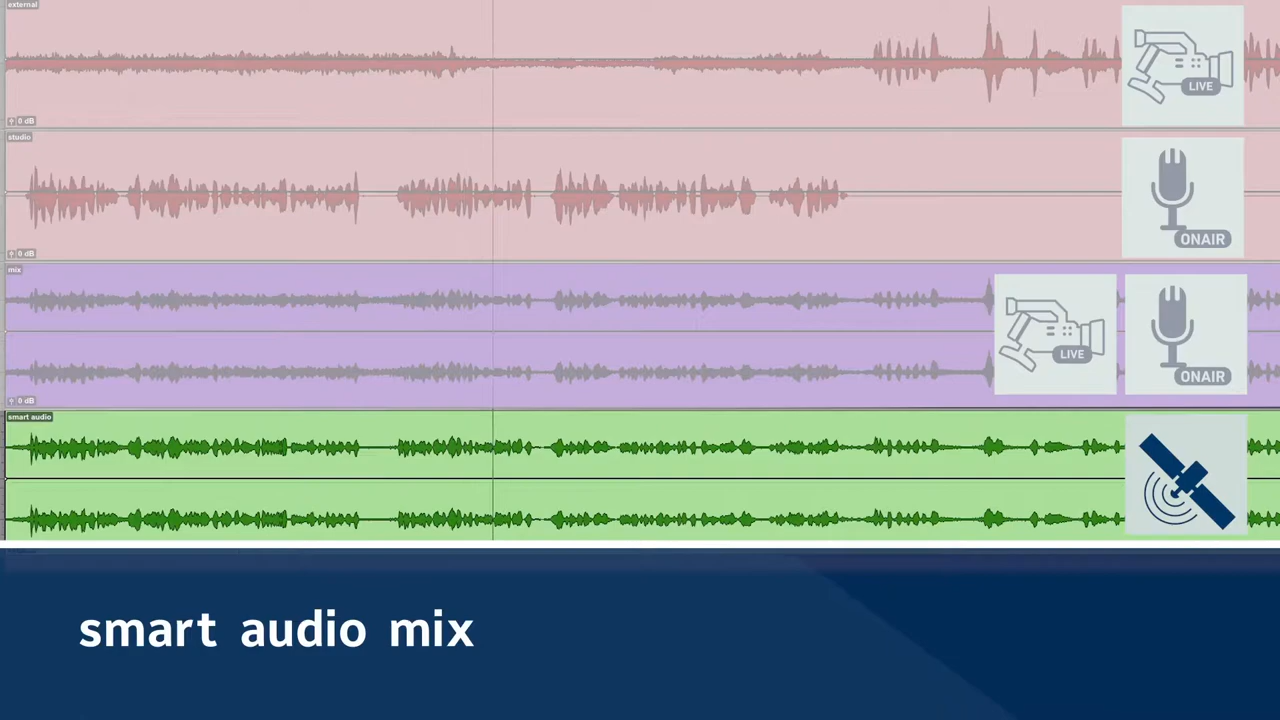 external
LIVE
0 dB
studio
ONAIR
0 dB
mix
LIVE
ONAIR
0 dB
smart audio
smart audio mix